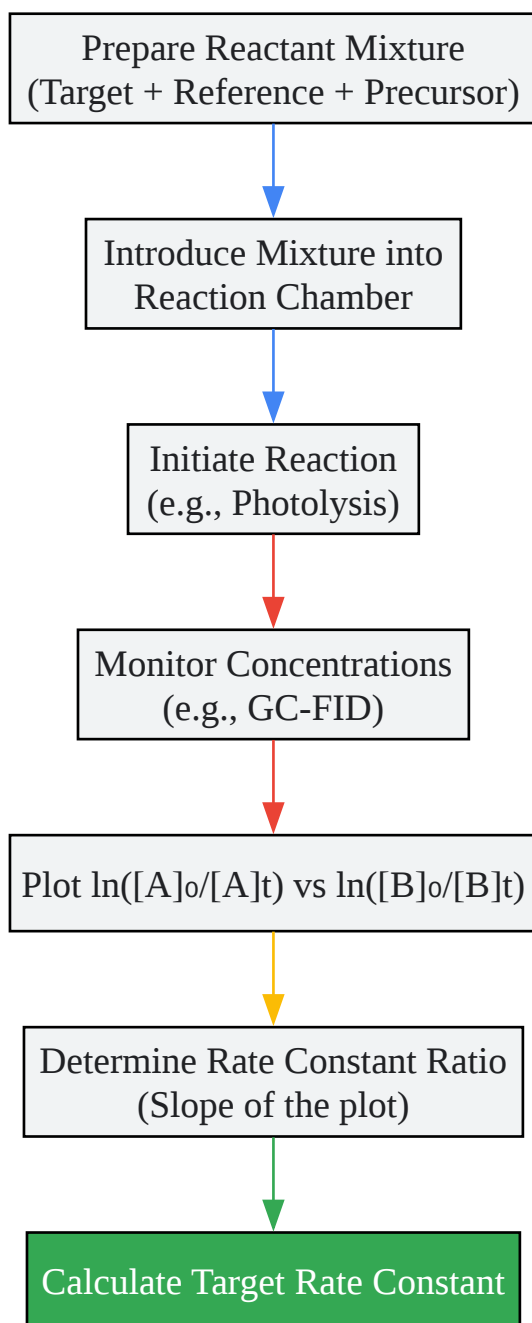 Prepare Reactant Mixture
(Target + Reference + Precursor)
Introduce Mixture into
Reaction Chamber
Initiate Reaction
(e.g., Photolysis)
Monitor Concentrations
(e.g., GC-FID)
Plot ln([A]₀/[A]t) vs ln([B]₀/[B]t)
Determine Rate Constant Ratio
(Slope of the plot)
Calculate Target Rate Constant